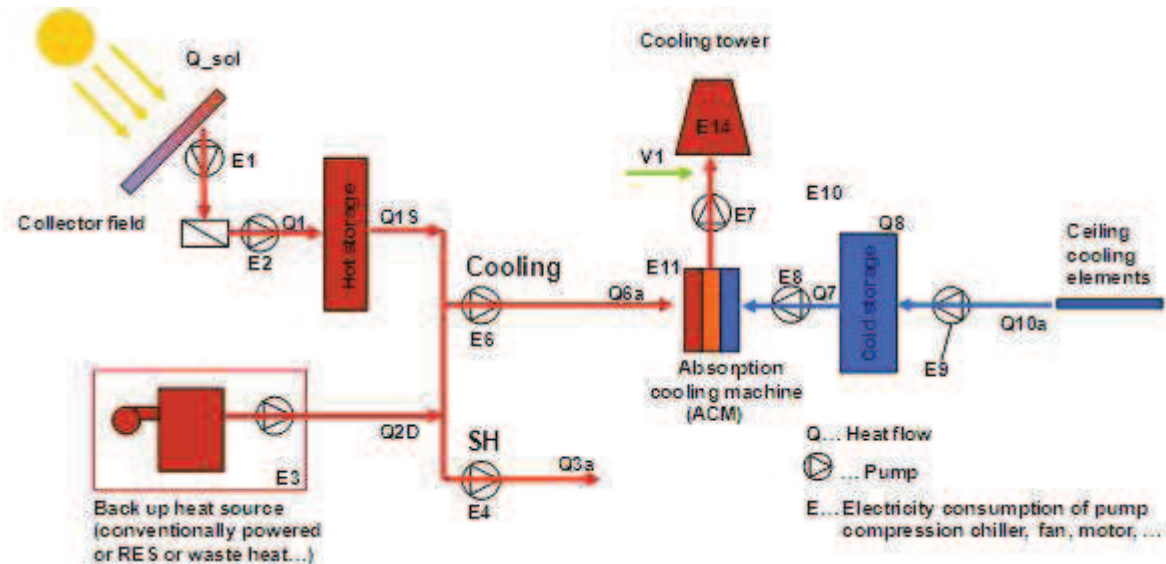 Q_sol
E1
Collector field
E2
Q1
Hot storage
Q1S
Cooling
E6
Q6a
Cooling tower
E14
V1
E7
E11
Absorption
cooling machine
(ACM)
E10
E8
Q7
Q8
Cold storage
E9
Q10a
Ceiling
cooling
elements
E3
Q2D
Back up heat source
(conventionally powered
or RES or waste heat...)
SH
E4
Q3a
Q... Heat flow
... Pump
E... Electricity consumption of pump
compression chiller, fan, motor, ...